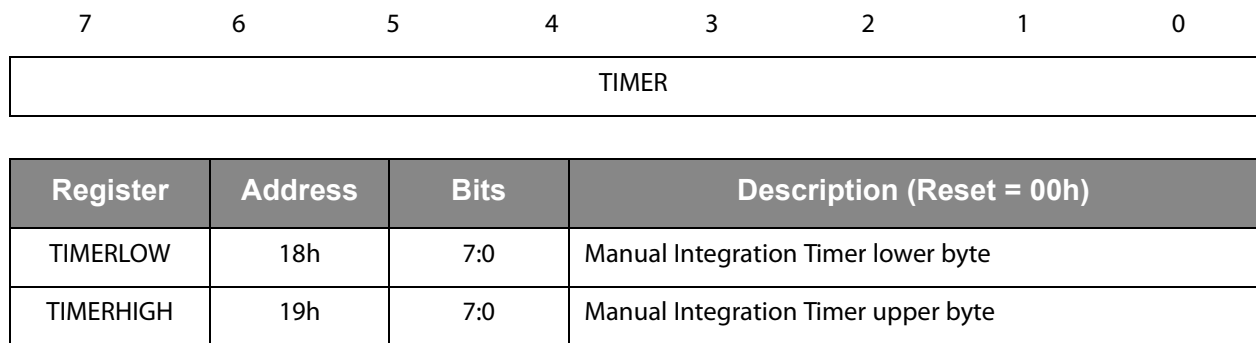 7 6 5 4 3 2 1 0
TIMER
Register Address Bits Description (Reset = 00h)
TIMERLOW 18h 7:0 Manual Integration Timer lower byte
TIMERHIGH 19h 7:0 Manual Integration Timer upper byte